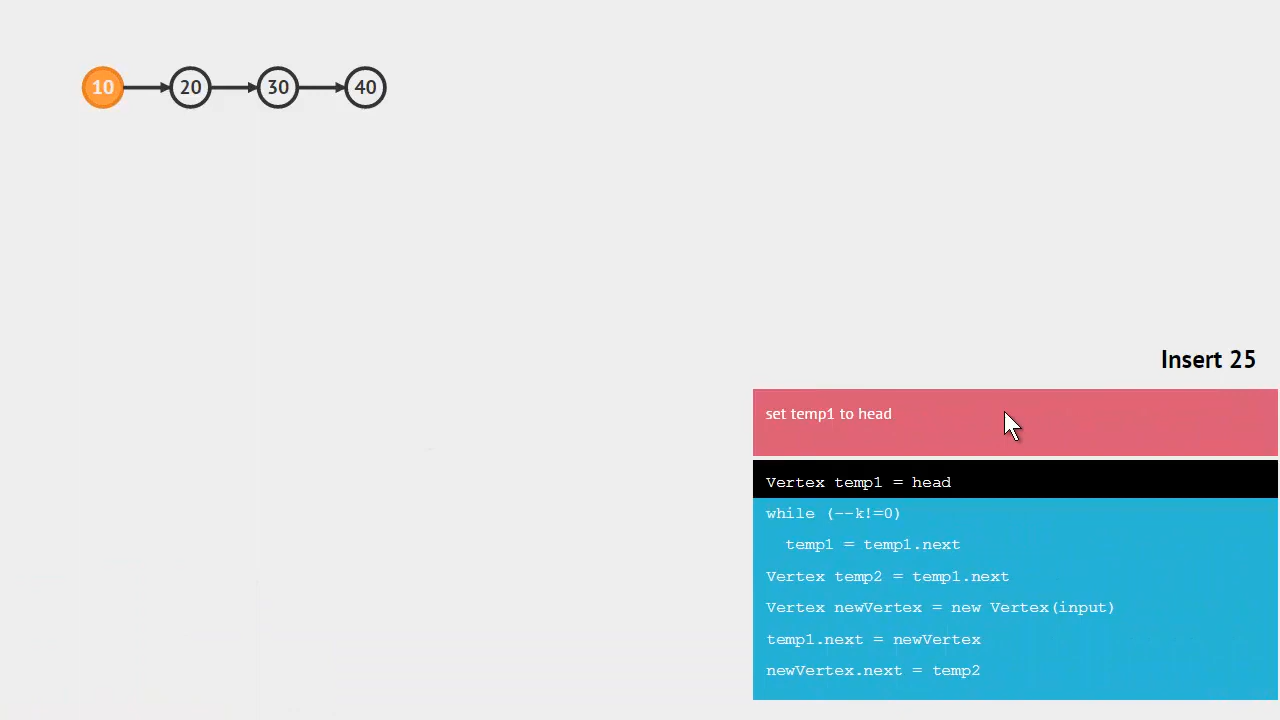 10 20 30 40
Insert 25
set temp1 to head
Vertex temp1 = head
while (--k!=0)
temp1 = temp1.next
Vertex temp2 = temp1.next
Vertex newVertex = new Vertex(input)
temp1.next = newVertex
newVertex.next = temp2